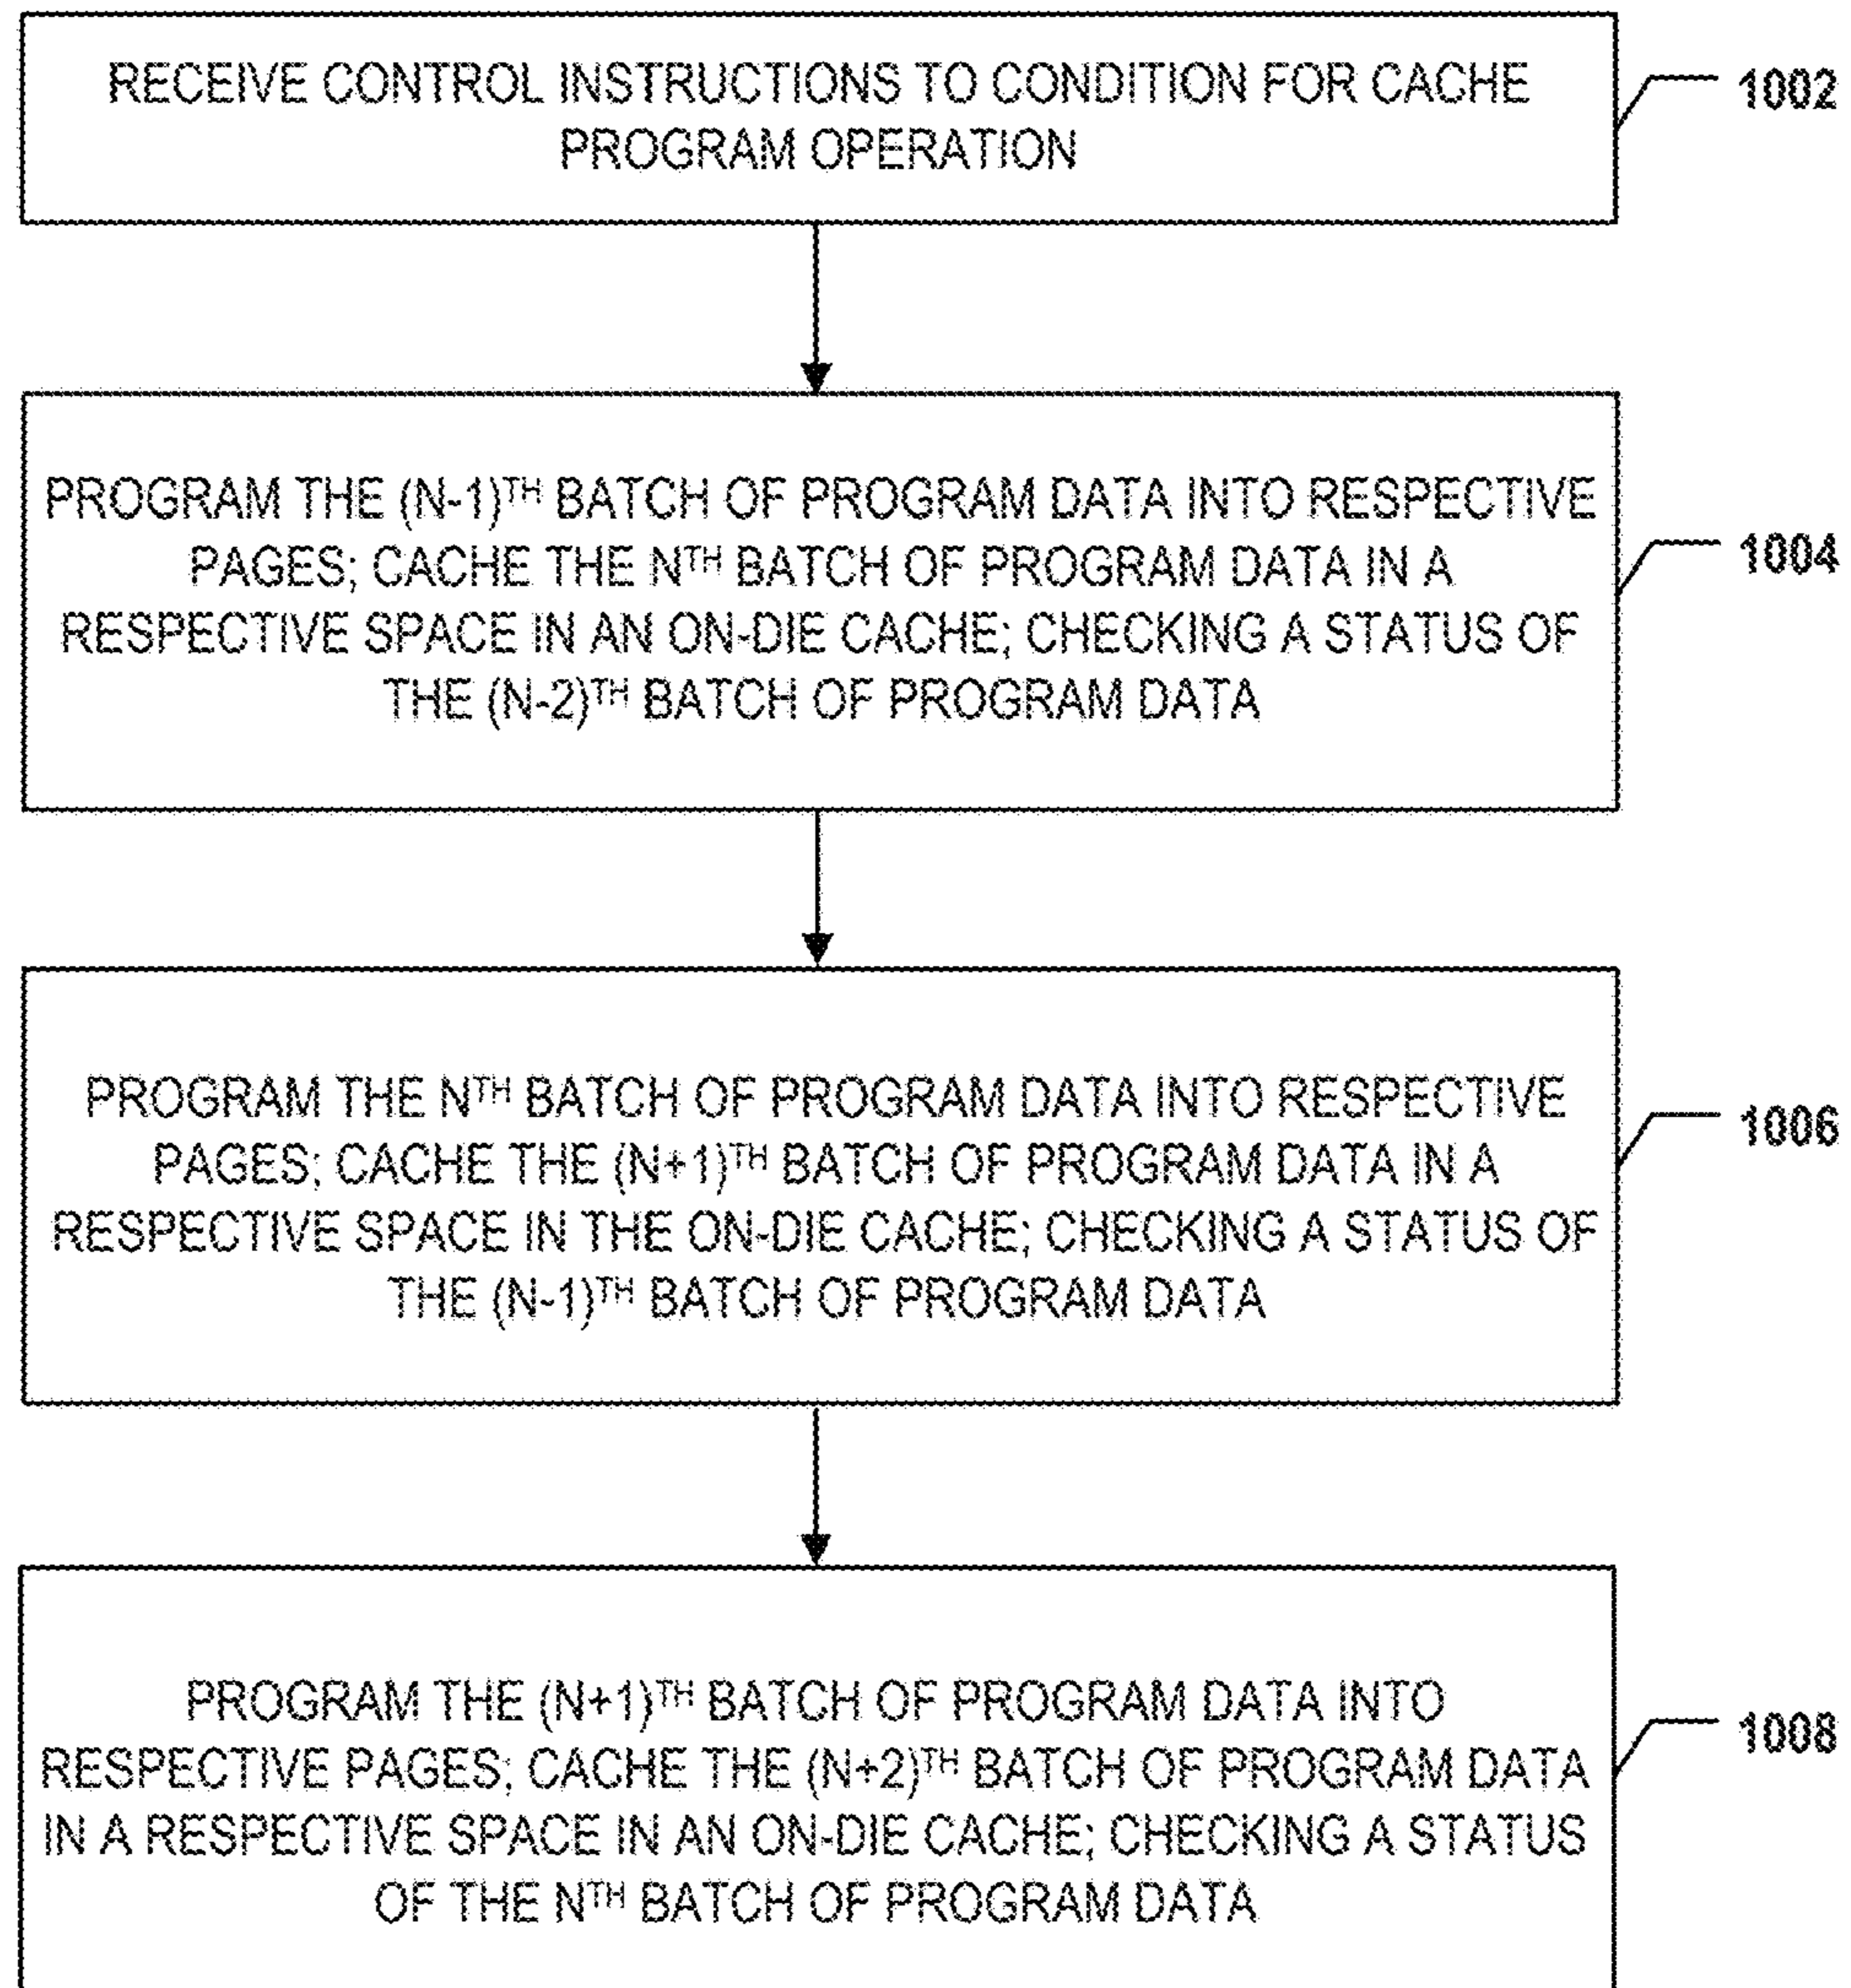 RECEIVE CONTROL INSTRUCTIONS TO CONDITION FOR CACHE
PROGRAM OPERATION
1002
PROGRAM THE (N-1)TH BATCH OF PROGRAM DATA INTO RESPECTIVE
PAGES; CACHE THE NTH BATCH OF PROGRAM DATA IN A
RESPECTIVE SPACE IN AN ON-DIE CACHE; CHECKING A STATUS OF
THE (N-2)TH BATCH OF PROGRAM DATA
1004
PROGRAM THE NTH BATCH OF PROGRAM DATA INTO RESPECTIVE
PAGES; CACHE THE (N+1)TH BATCH OF PROGRAM DATA IN A
RESPECTIVE SPACE IN THE ON-DIE CACHE; CHECKING A STATUS OF
THE (N-1)TH BATCH OF PROGRAM DATA
1006
PROGRAM THE (N+1)TH BATCH OF PROGRAM DATA INTO
RESPECTIVE PAGES; CACHE THE (N+2)TH BATCH OF PROGRAM DATA
IN A RESPECTIVE SPACE IN AN ON-DIE CACHE; CHECKING A STATUS
OF THE NTH BATCH OF PROGRAM DATA
1008